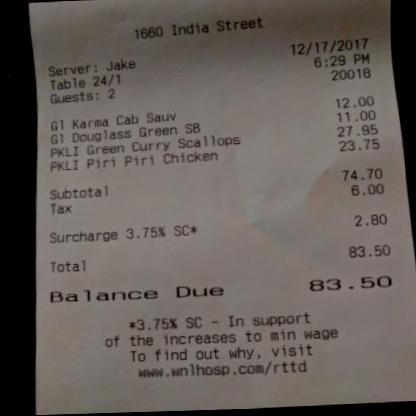 1660 India Street
Server: Jake 12/17/2017
Table 24/1 6:29 PM
Guests: 2 20018
Gl Karma Cab Sauv 12.00
Gl Douglass Green SB 11.00
PKLI Green Curry Scallops 27.95
PKLI Piri Piri Chicken 23.75
Subtotal 74.70
Tax 6.00
Surcharge 3.75% SC* 2.80
Total 83.50
Balance Due 83.50
*3.75% SC - In support
of the increases to min wage
To find out why, visit
www.wnlhosp.com/rttd